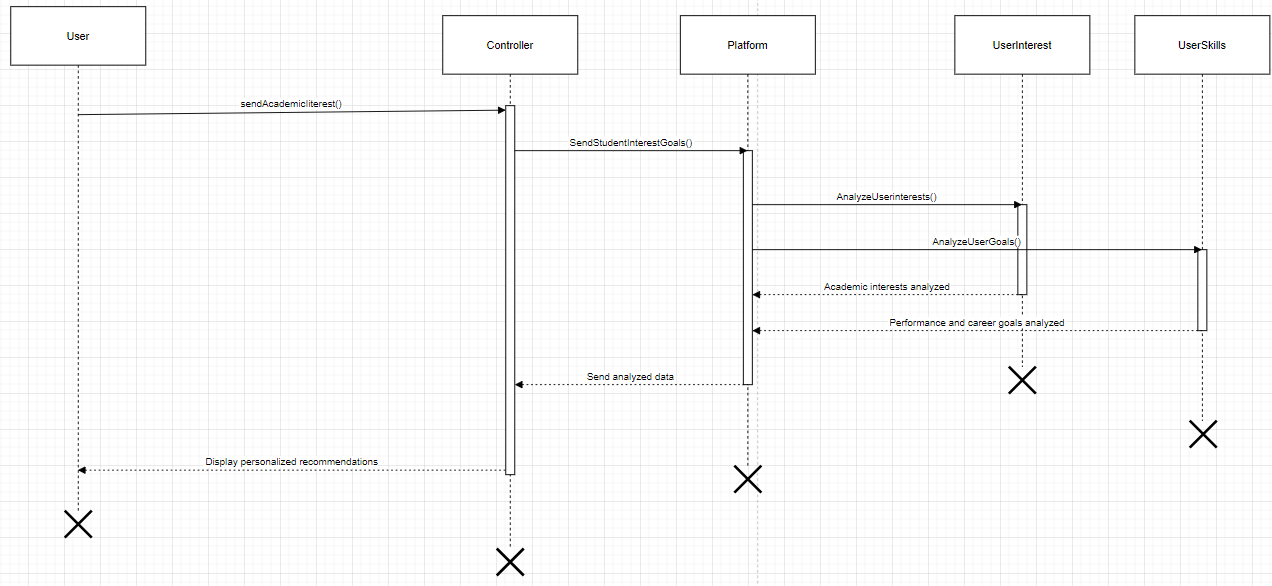 User
Controller
Platform
UserInterest
UserSkills
sendAcademicIiterest()
SendStudentInterestGoals()
AnalyzeUserinterests()
AnalyzeUserGoals()
Academic interests analyzed
Performance and career goals analyzed
Send analyzed data
Display personalized recommendations